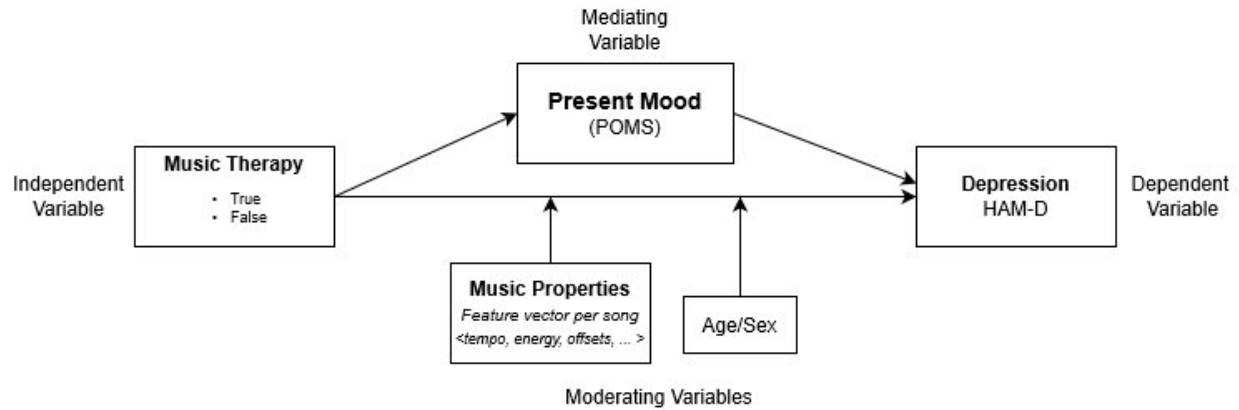 Mediating
Variable
Present Mood
(POMS)
Independent
Variable
Music Therapy
• True
• False
Depression
HAM-D
Dependent
Variable
Music Properties
Feature vector per song
<tempo, energy, offsets, ... >
Age/Sex
Moderating Variables